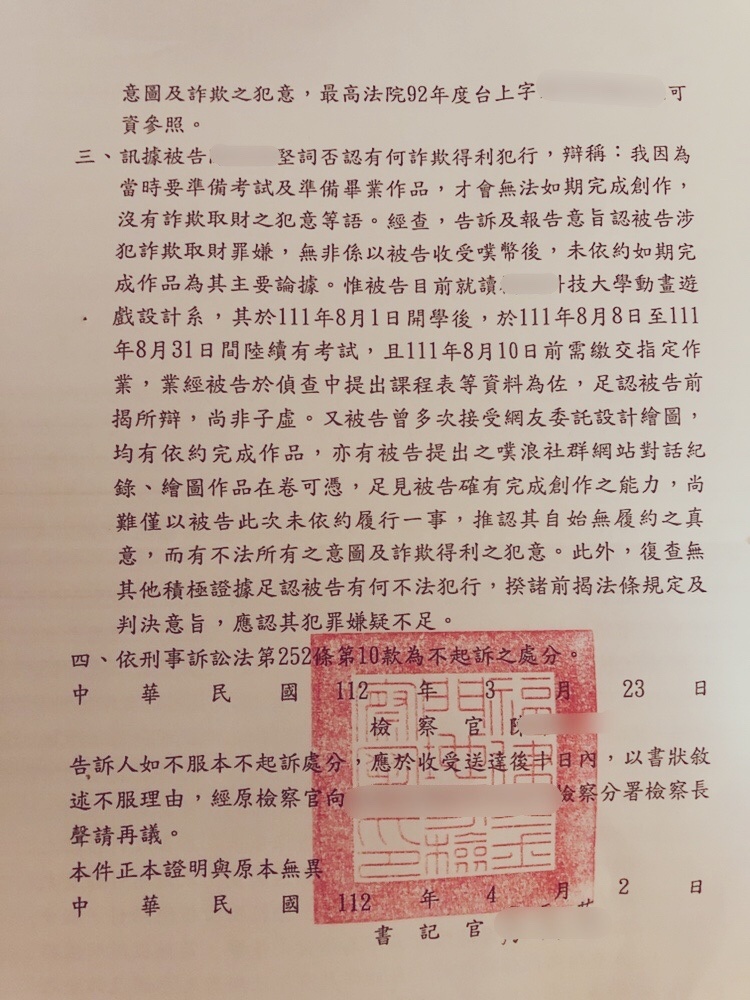 意圖及詐欺之犯意，最高法院92年度台上字 可
資參照。
三、訊據被告 堅詞否認有何詐欺得利犯行，辯稱：我因為
當時要準備考試及準備畢業作品，才會無法如期完成創作，
沒有詐欺取財之犯意等語。經查，告訴及報告意旨認被告涉
犯詐欺取財罪嫌，無非係以被告收受噗幣後，未依約如期完
成作品為其主要論據。惟被告目前就讀 科技大學動畫遊
戲設計系，其於111年8月1日開學後，於111年8月8日至111
年8月31日間陸續有考試，且111年8月10日前需繳交指定作
業，業經被告於偵查中提出課程表等資料為佐，足認被告前
揭所辯，尚非子虛。又被告曾多次接受網友委託設計繪圖，
均有依約完成作品，亦有被告提出之噗浪社群網站對話紀
錄、繪圖作品在卷可憑，足見被告確有完成創作之能力，尚
難僅以被告此次未依約履行一事，推認其自始無履約之真
意，而有不法所有之意圖及詐欺得利之犯意。此外，復查無
其他積極證據足認被告有何不法犯行，揆諸前揭法條規定及
判決意旨，應認其犯罪嫌疑不足。
四、依刑事訴訟法第252條第10款為不起訴之處分。
中華民國112年3月23日
檢察官
告訴人如不服本不起訴處分，應於收受送達後十日內，以書狀敘
述不服理由，經原檢察官向 檢察分署檢察長
聲請再議。
本件正本證明與原本無異
中華民國112年4月2日
書記官